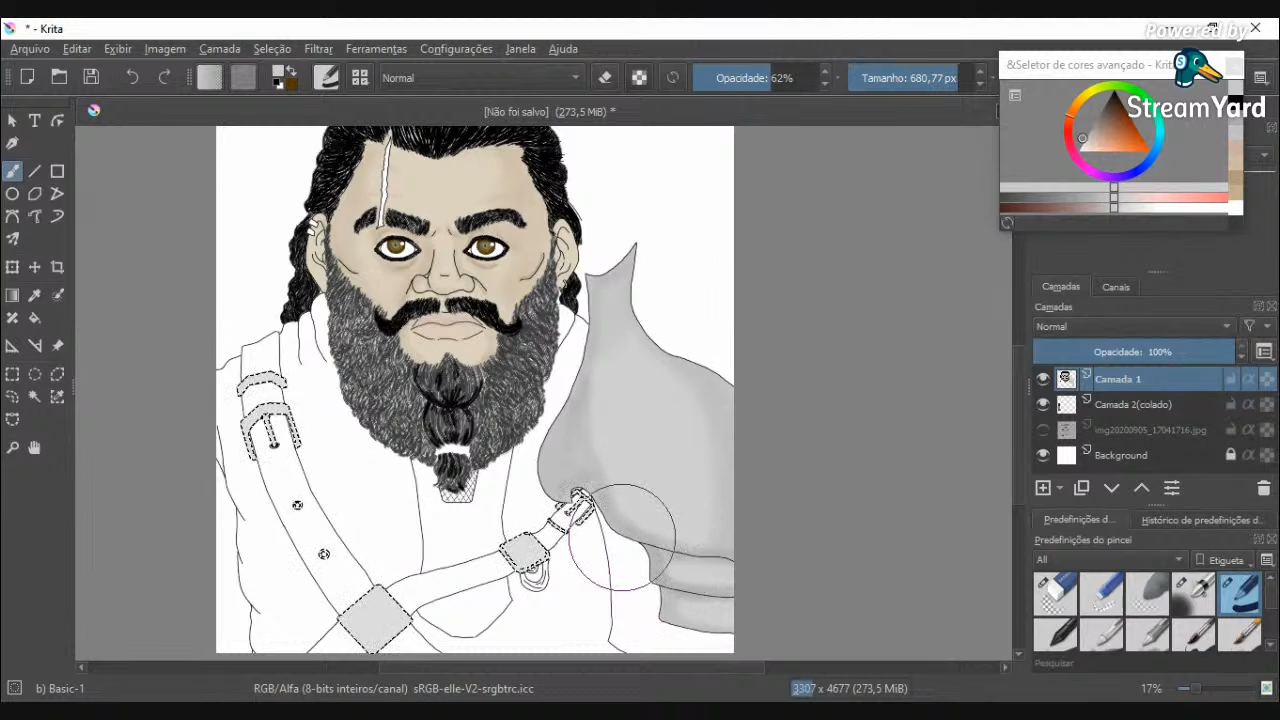 * - Krita
Powered by
Arquivo Editar Exibir Imagem Camada Seleção Filtrar Ferramentas Configurações Janela Ajuda
Normal
Opacidade: 62%
Tamanho: 680,77 px
&Seletor de cores avançado - Krita
StreamYard
[Não foi salvo] (273,5 MiB) *
Camadas Canais
Camadas
Normal
Opacidade: 100%
Camada 1
Camada 2(colado)
img20200905_17041716.jpg
Background
Predefinições d... Histórico de predefinições d...
Predefinições do pincel
All Etiqueta
Pesquisar
b) Basic-1 RGB/Alfa (8-bits inteiros/canal) sRGB-elle-V2-srgbtrc.icc 3307 x 4677 (273,5 MiB) 17%